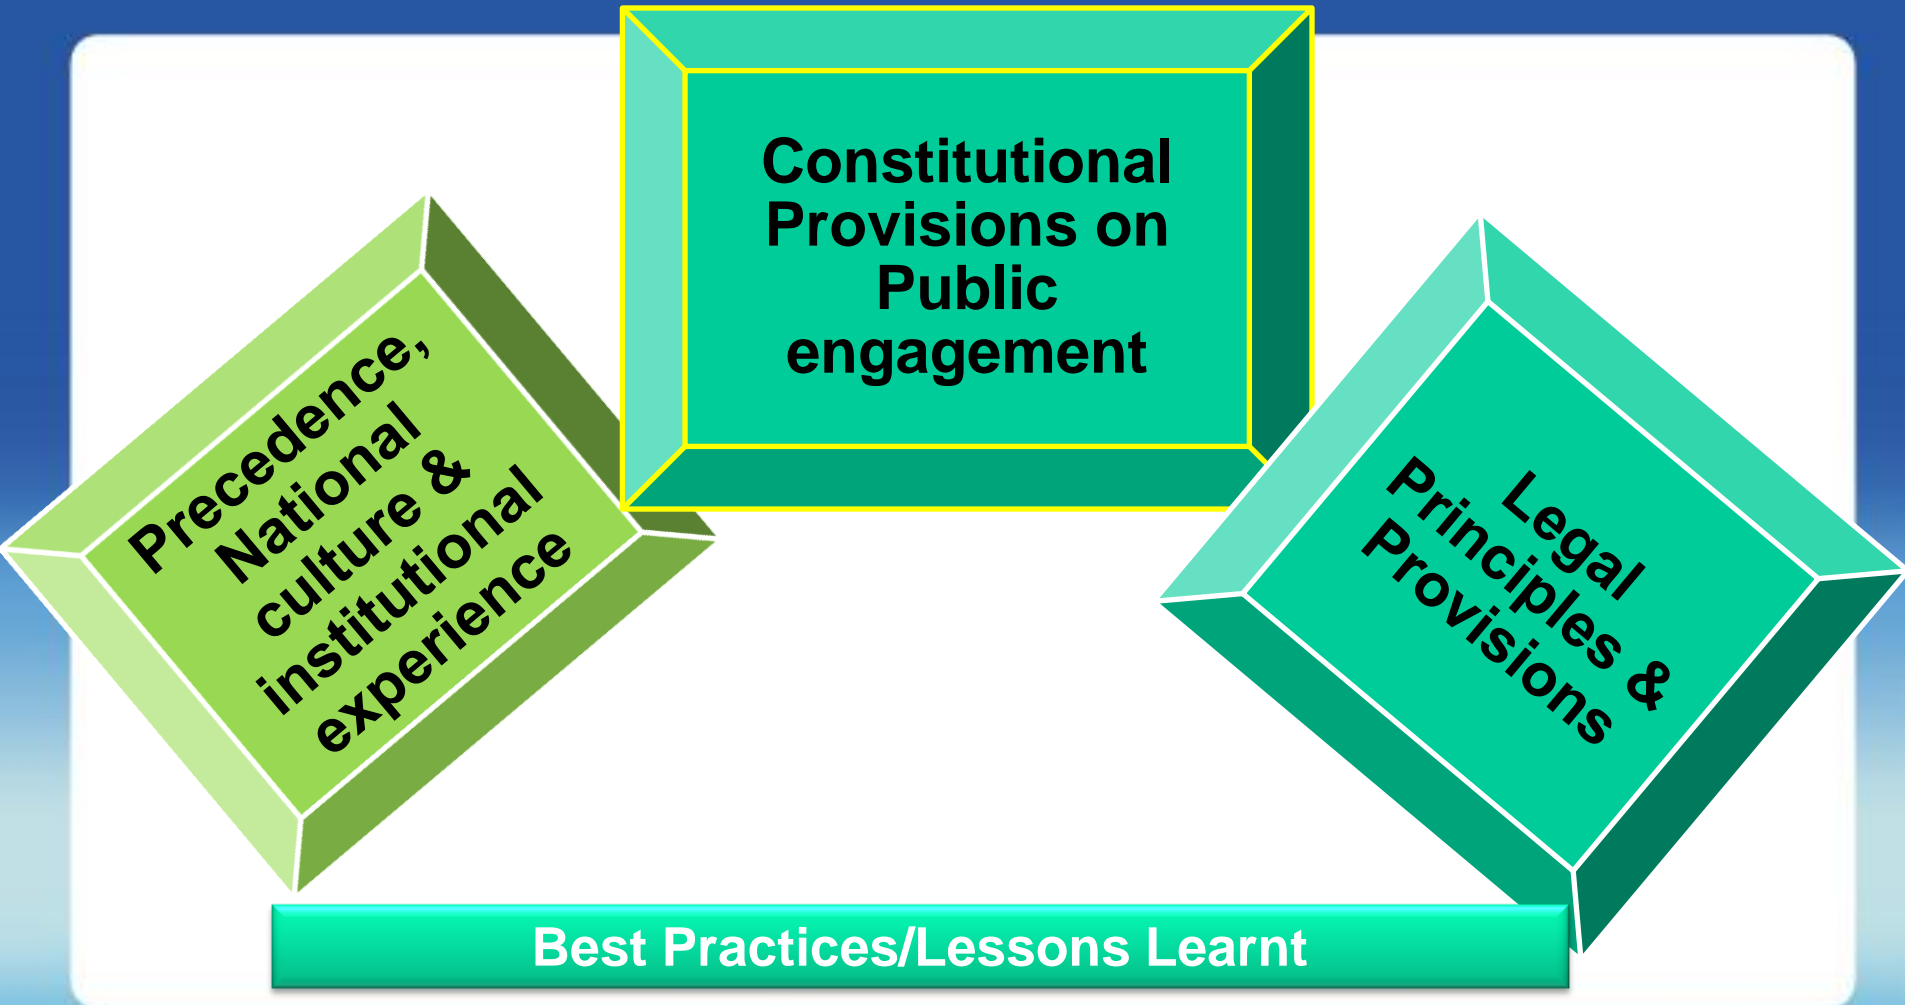 Constitutional
Provisions on
Public
engagement
Precedence,
National
culture &
institutional
experience
Legal
Principles &
Provisions
Best Practices/Lessons Learnt